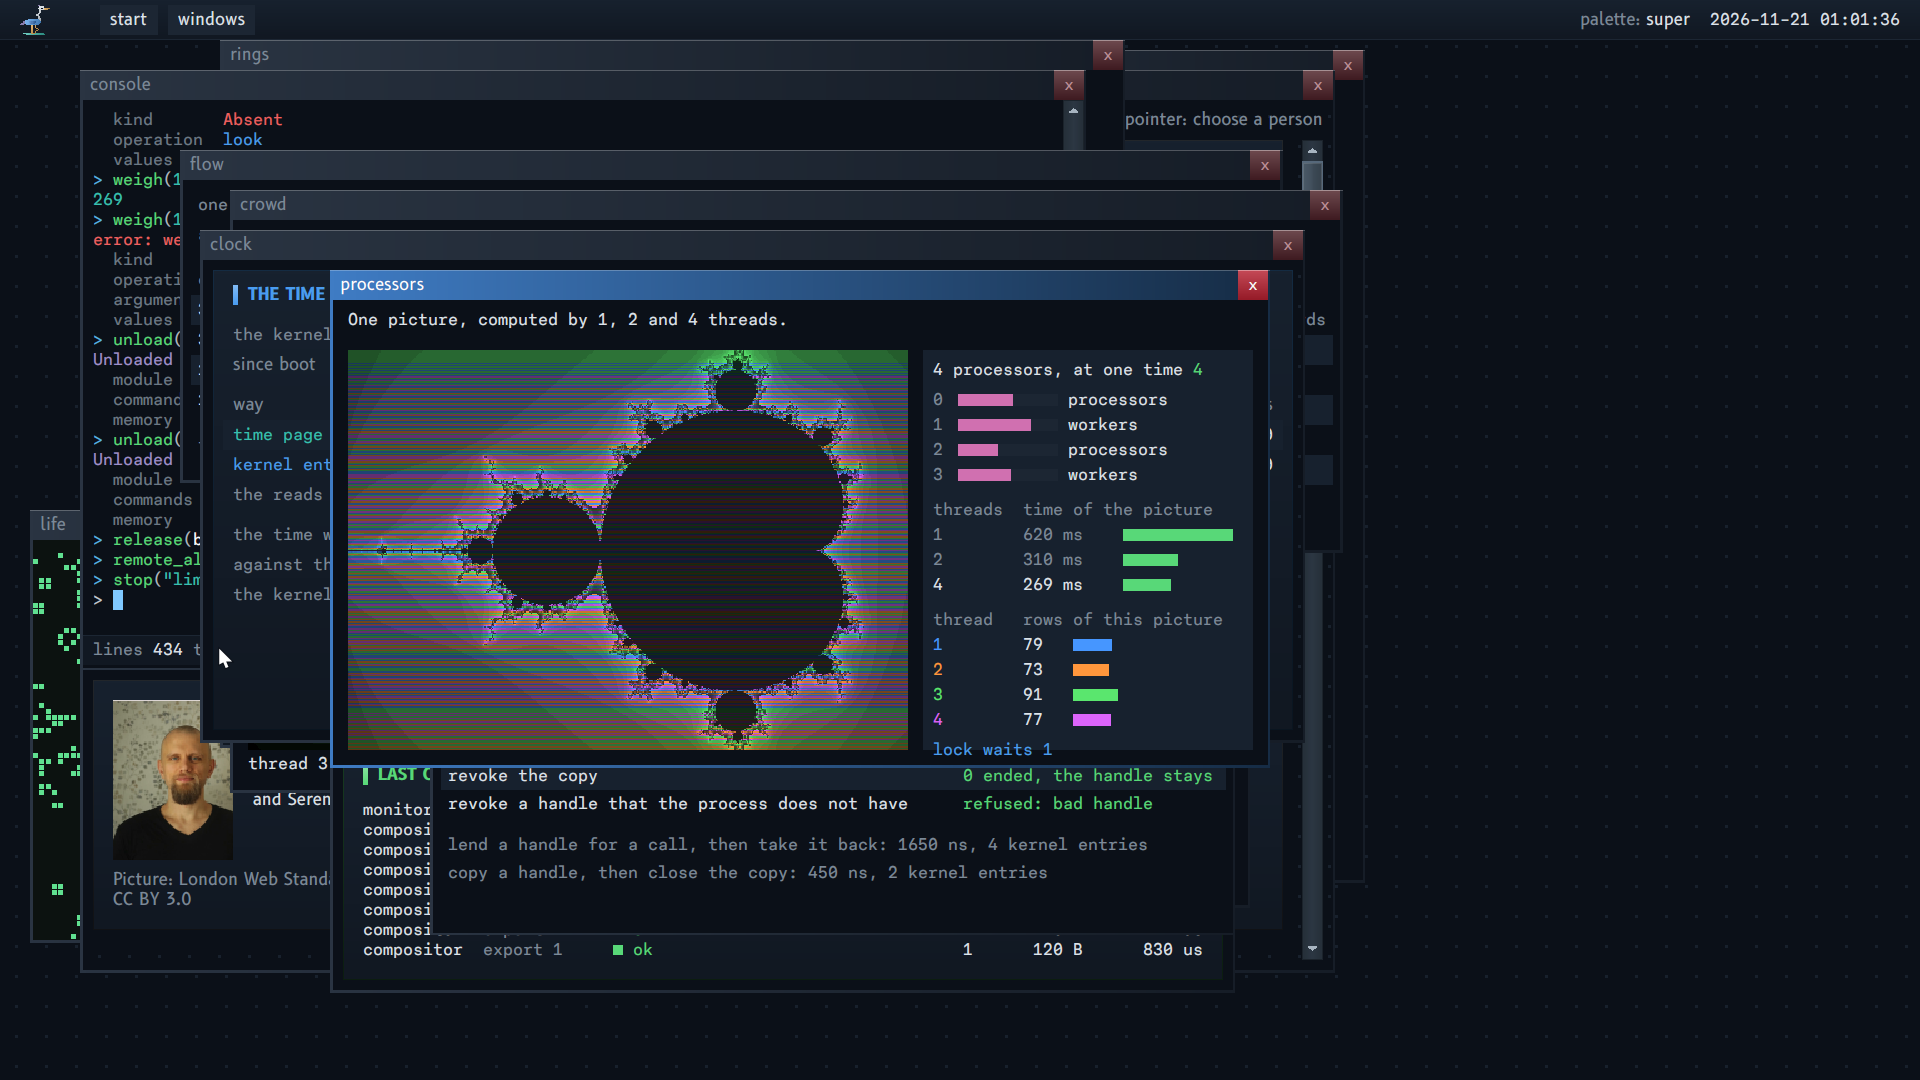 start windows palette: super 2026-11-21 01:01:36
rings x
x
console x
x
pointer: choose a person
kind Absent
operation look
values
> weigh(1
269
> weigh(1
error: we
kind
operati
argumen
values
> unload(
Unloaded
module
command
memory
> unload(
Unloaded
module
commands
memory
> release(b
> remote_al
> stop("lim
>
lines 434 t
flow x
one
crowd x
clock x
THE TIME
the kernel
since boot
way
time page
kernel ent
the reads
the time w
against th
the kernel
ds
processors x
One picture, computed by 1, 2 and 4 threads.
4 processors, at one time 4
0 processors
1 workers
2 processors
3 workers
threads time of the picture
1 620 ms
2 310 ms
4 269 ms
thread rows of this picture
1 79
2 73
3 91
4 77
lock waits 1
life
thread 3
and Seren
Picture: London Web Standa
CC BY 3.0
LAST C
monitor
composi
composi
composi
composi
composi
compositor export 1 ok 1 120 B 830 us
revoke the copy 0 ended, the handle stays
revoke a handle that the process does not have refused: bad handle
lend a handle for a call, then take it back: 1650 ns, 4 kernel entries
copy a handle, then close the copy: 450 ns, 2 kernel entries